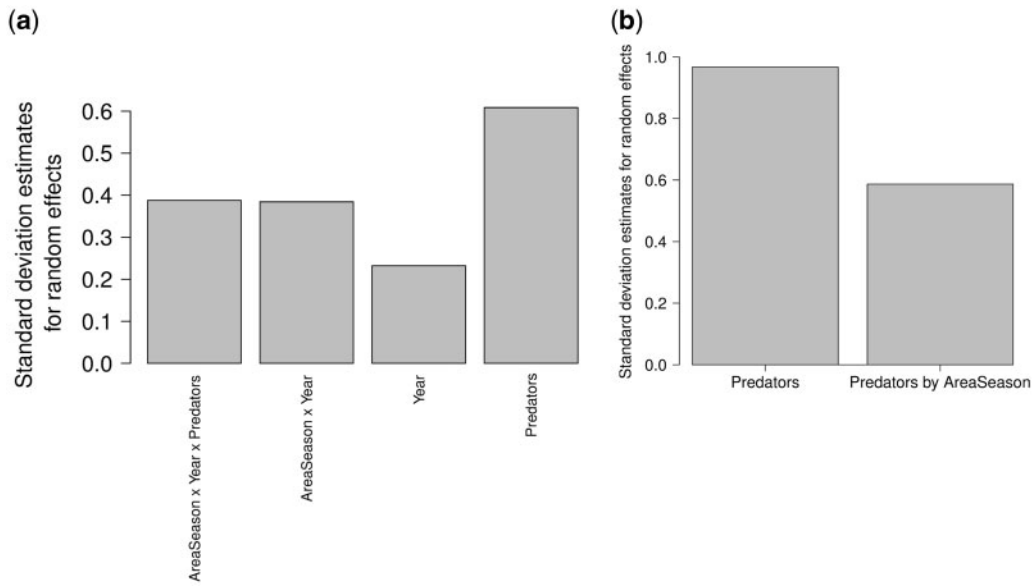 (a)
Standard deviation estimates
for random effects
0.6
0.5
0.4
0.3
0.2
0.1
0.0
AreaSeason x Year x Predators
AreaSeason x Year
Year
Predators
(b)
Standard deviation estimates for random effects
1.0
0.8
0.6
0.4
0.2
0.0
Predators
Predators by AreaSeason